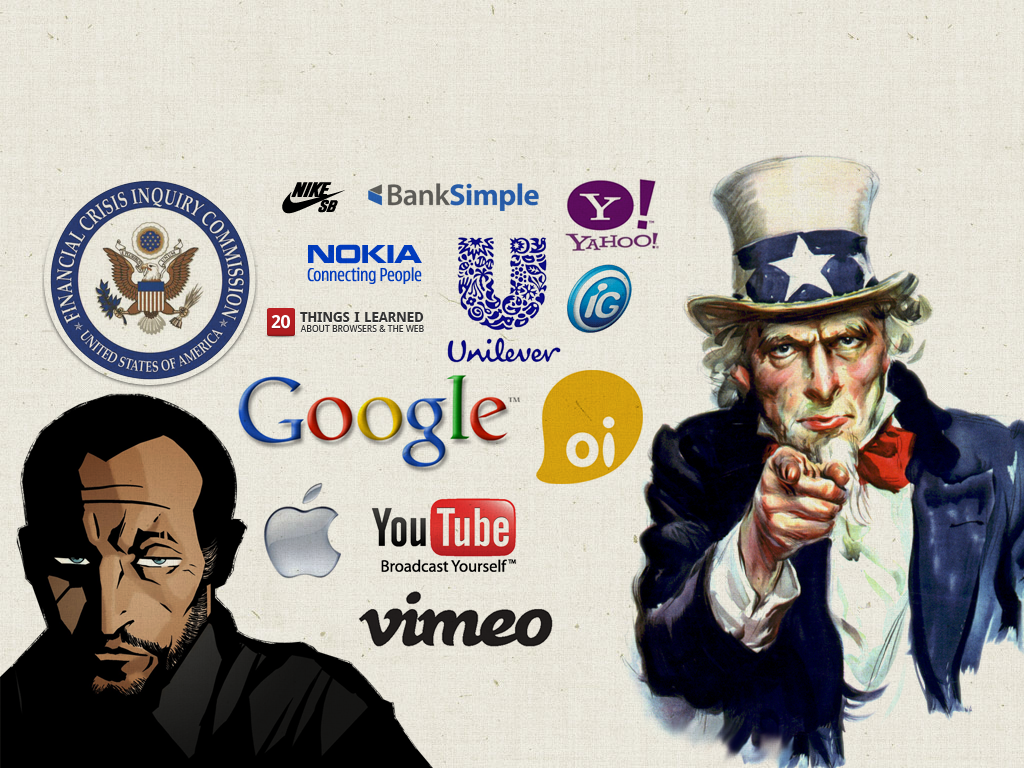 FINANCIAL CRISIS INQUIRY COMMISSION
UNITED STATES OF AMERICA
NIKE
SB
BankSimple
Y!
YAHOO!
NOKIA
Connecting People
U
Unilever
iG
20
THINGS I LEARNED
ABOUT BROWSERS & THE WEB
Google™
oi
YouTube
Broadcast Yourself™
vimeo